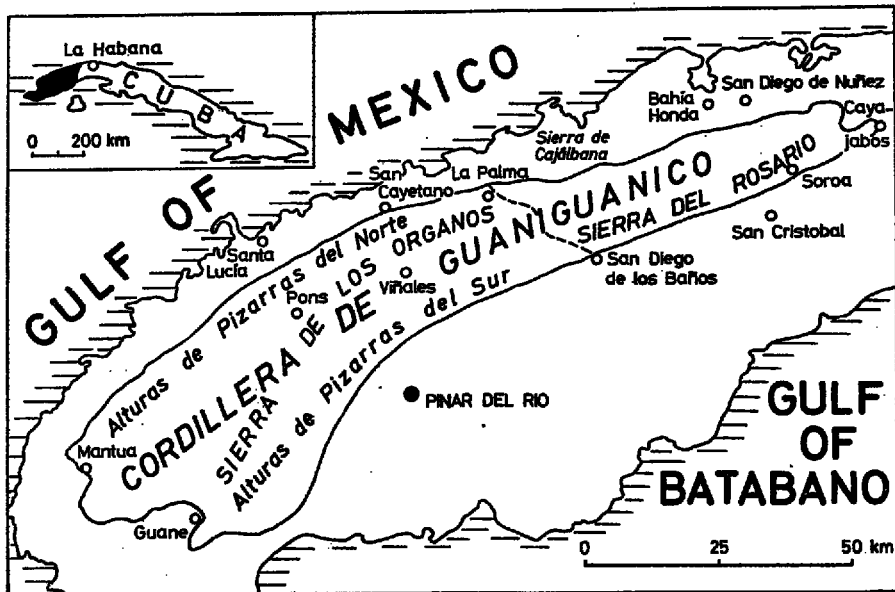 La Habana
CUBA
0 200 km
GULF OF MEXICO
Bahía
Honda
San Diego de Nuñez
Caya-
jabos
Sierra de
Cajálbana
San
Cayetano
La Palma
Soroa
San Cristobal
Santa
Lucía
CORDILLERA DE GUANIGUANICO
SIERRA DEL ROSARIO
SIERRA DE LOS ORGANOS
Alturas de Pizarras del Norte
Alturas de Pizarras del Sur
Pons
Viñales
San Diego
de los Baños
PINAR DEL RIO
Mantua
Guane
GULF
OF
BATABANO
0 25 50 km